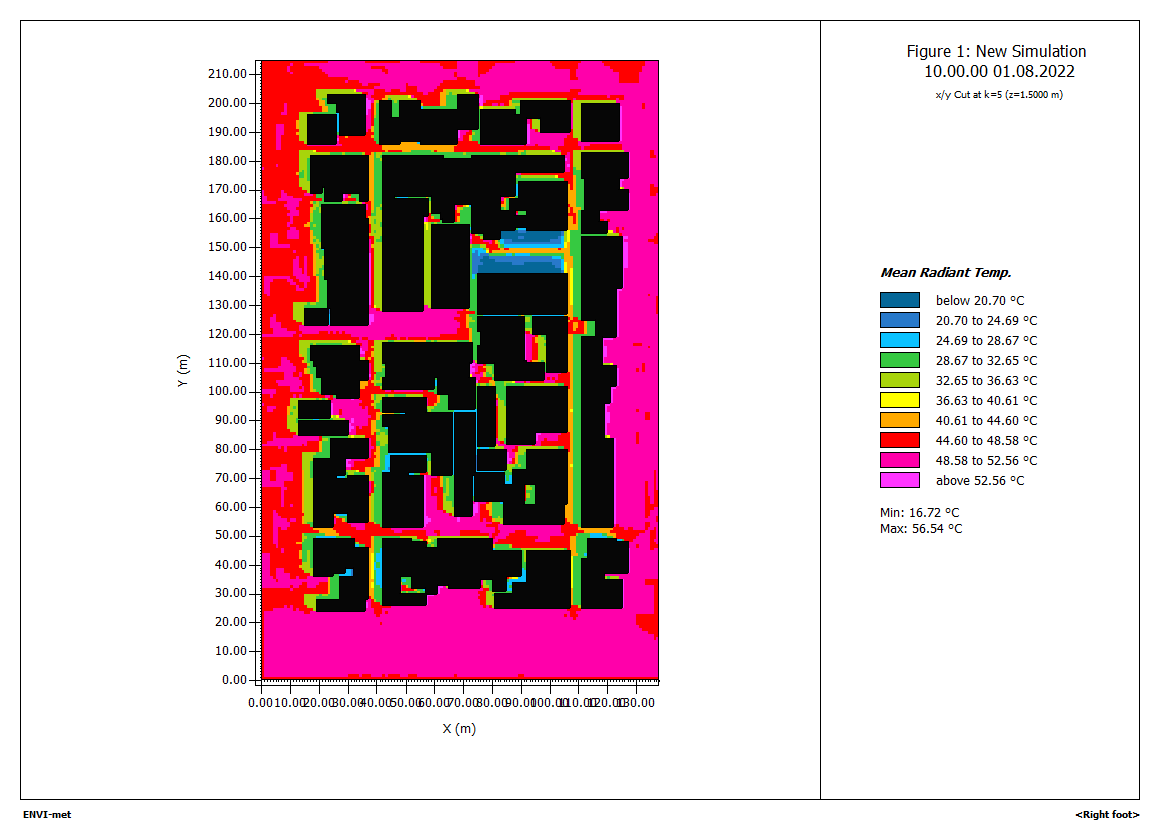 Figure 1: New Simulation
10.00.00 01.08.2022
x/y Cut at k=5 (z=1.5000 m)
210.00
200.00
190.00
180.00
170.00
160.00
150.00
140.00
130.00
120.00
110.00
100.00
90.00
80.00
70.00
60.00
50.00
40.00
30.00
20.00
10.00
0.00
Y (m)
0.00 10.00 20.00 30.00 40.00 50.00 60.00 70.00 80.00 90.00 100.00 110.00 120.00 130.00
X (m)
Mean Radiant Temp.
below 20.70 °C
20.70 to 24.69 °C
24.69 to 28.67 °C
28.67 to 32.65 °C
32.65 to 36.63 °C
36.63 to 40.61 °C
40.61 to 44.60 °C
44.60 to 48.58 °C
48.58 to 52.56 °C
above 52.56 °C
Min: 16.72 °C
Max: 56.54 °C
ENVI-met
<Right foot>